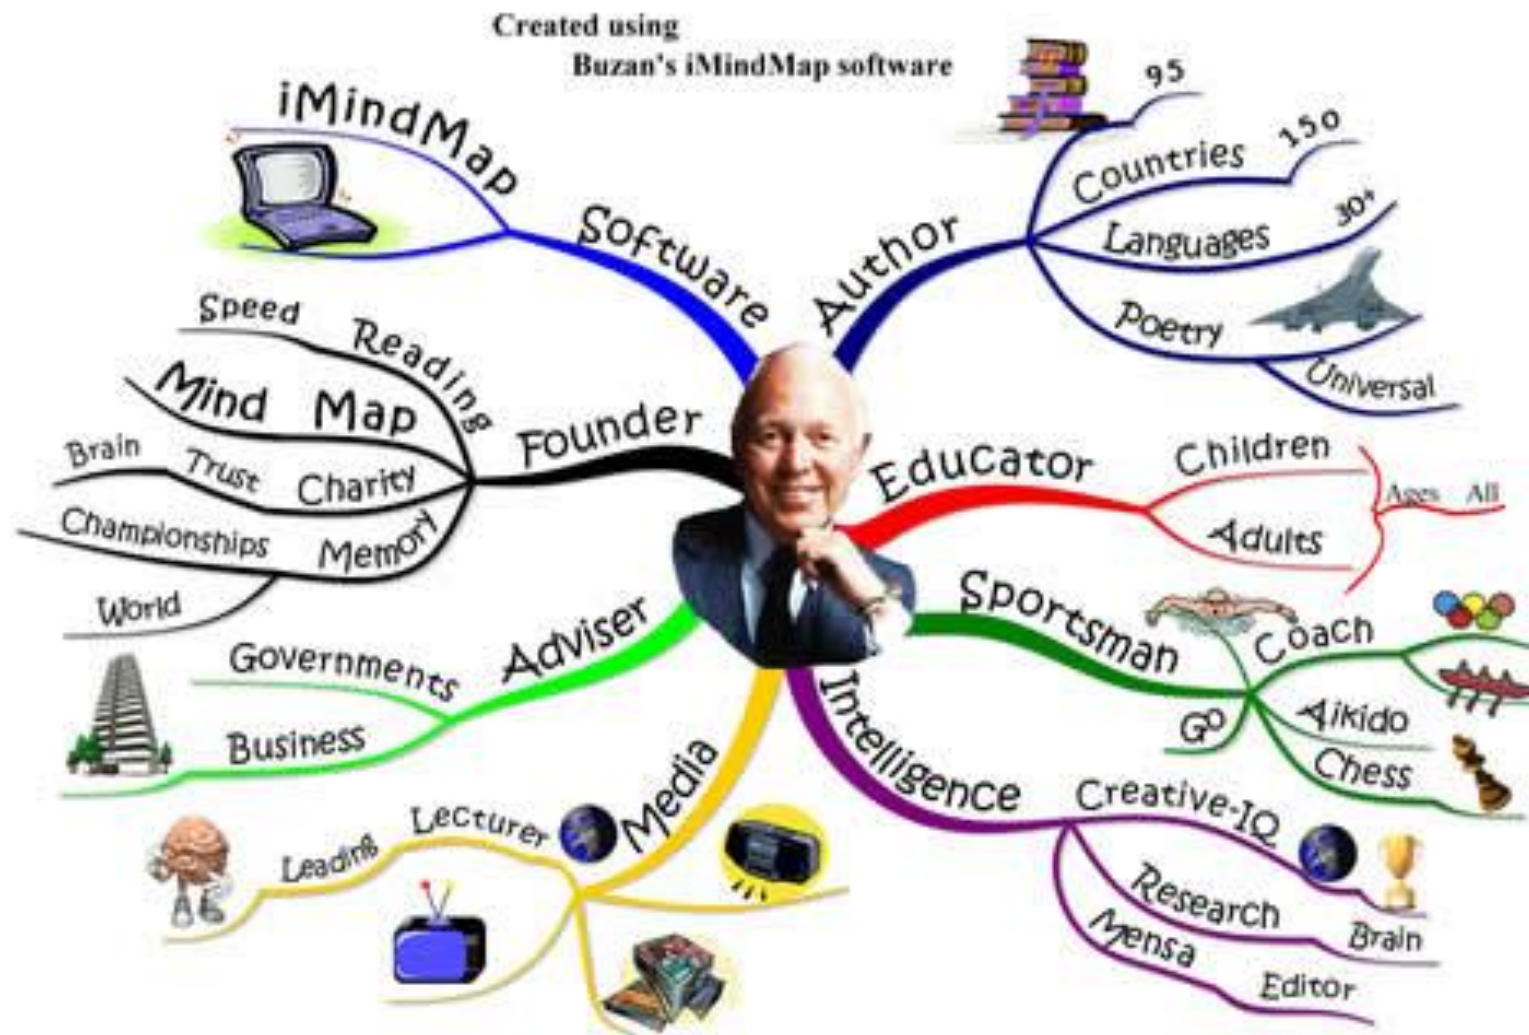 Created using
Buzan's iMindMap software
iMindMap
Software
Author
95
Countries 150
Languages 30+
Poetry
Universal
Founder
Speed Reading
Mind Map
Brain Trust Charity
Championships Memory
World
Educator
Children
Adults
Ages All
Adviser
Governments
Business
Sportsman
Coach
Aikido
Go
Chess
Media
Lecturer
Leading
Intelligence
Creative-IQ
Research Brain
Mensa Editor